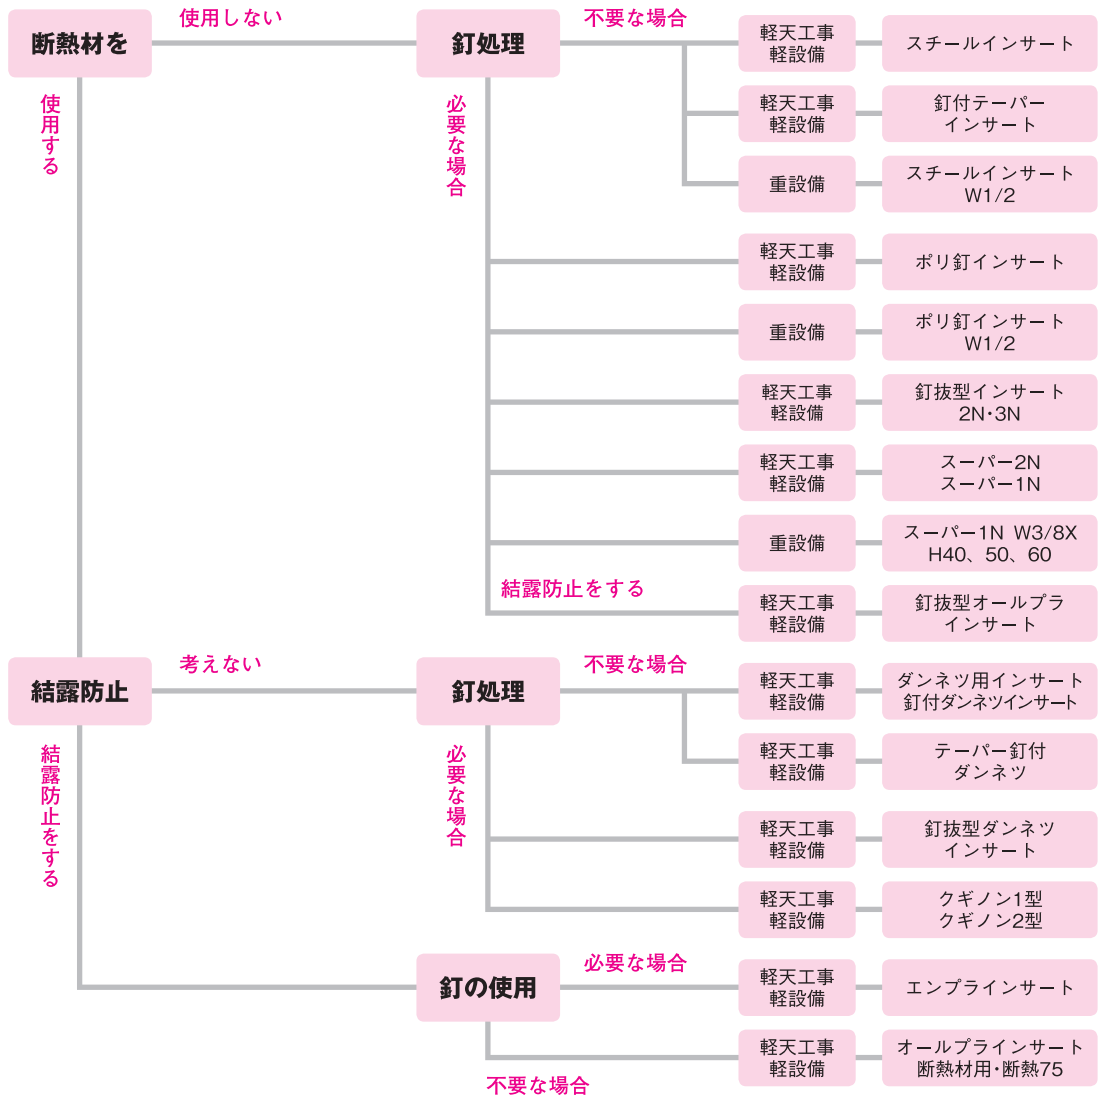 断熱材を
使用しない
使用する
釘処理
不要な場合
必要な場合
軽天工事
軽設備
スチールインサート
軽天工事
軽設備
釘付テーパー
インサート
重設備
スチールインサート
W1/2
軽天工事
軽設備
ポリ釘インサート
重設備
ポリ釘インサート
W1/2
軽天工事
軽設備
釘抜型インサート
2N・3N
軽天工事
軽設備
スーパー2N
スーパー1N
重設備
スーパー1N W3/8X
H40、50、60
結露防止をする
軽天工事
軽設備
釘抜型オールプラ
インサート
結露防止
考えない
結露防止をする
釘処理
不要な場合
必要な場合
軽天工事
軽設備
ダンネツ用インサート
釘付ダンネツインサート
軽天工事
軽設備
テーパー釘付
ダンネツ
軽天工事
軽設備
釘抜型ダンネツ
インサート
軽天工事
軽設備
クギノン1型
クギノン2型
釘の使用
必要な場合
不要な場合
軽天工事
軽設備
エンプラインサート
軽天工事
軽設備
オールプラインサート
断熱材用・断熱75